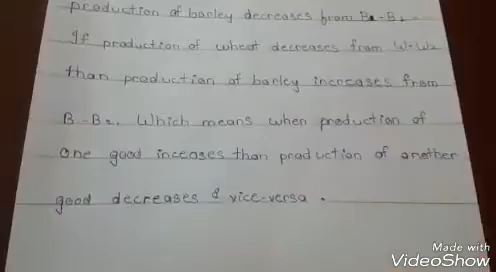 production of barley decreases from B1-B2.
If production of wheat decreases from W-W2
than production of barley increases from
B-B2. Which means when production of
one good inceases than production of another
good decreases & vice-versa.
Made with
VideoShow